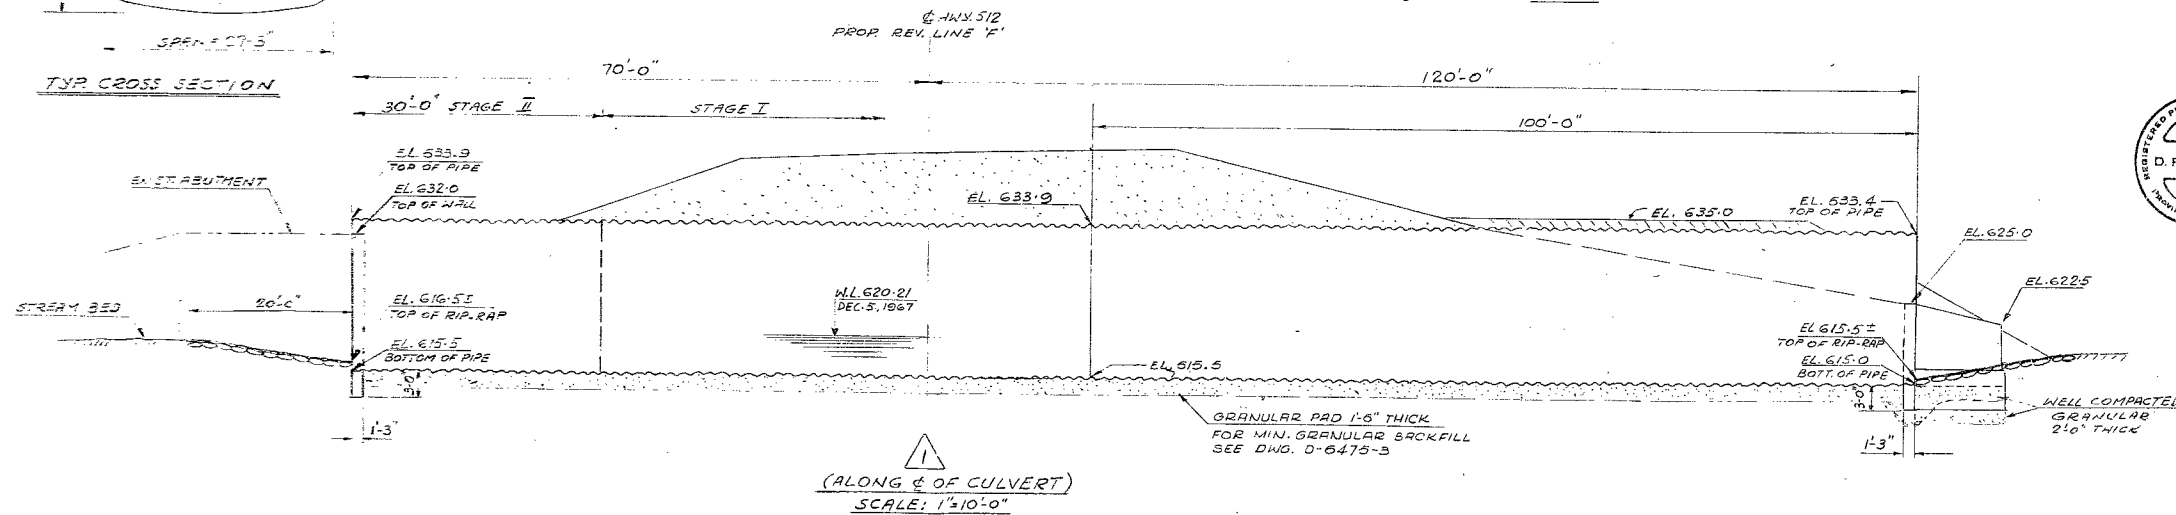 ℄ HWY. 512
PROP. REV. LINE 'F'
SPAN = 27'-3"
TYP. CROSS SECTION
70'-0"
120'-0"
30'-0" STAGE II
STAGE I
100'-0"
EL. 633.9
TOP OF PIPE
EXIST. ABUTMENT
EL. 632.0
TOP OF WALL
EL. 633.9
EL. 635.0
EL. 633.4
TOP OF PIPE
EL. 625.0
EL. 622.5
STREAM BED
20'-0"
EL. 616.5±
TOP OF RIP-RAP
W.L. 620.21
DEC. 5, 1967
EL. 615.5
BOTTOM OF PIPE
EL. 615.5
EL 615.5±
TOP OF RIP-RAP
EL. 615.0
BOTT. OF PIPE
3'-0"
3'-0"
1'-3"
1'-3"
GRANULAR PAD 1'-6" THICK
FOR MIN. GRANULAR BACKFILL
SEE DWG. D-6475-3
WELL COMPACTED
GRANULAR
2'-0" THICK
1
(ALONG ℄ OF CULVERT)
SCALE: 1"=10'-0"
REGISTERED
D.